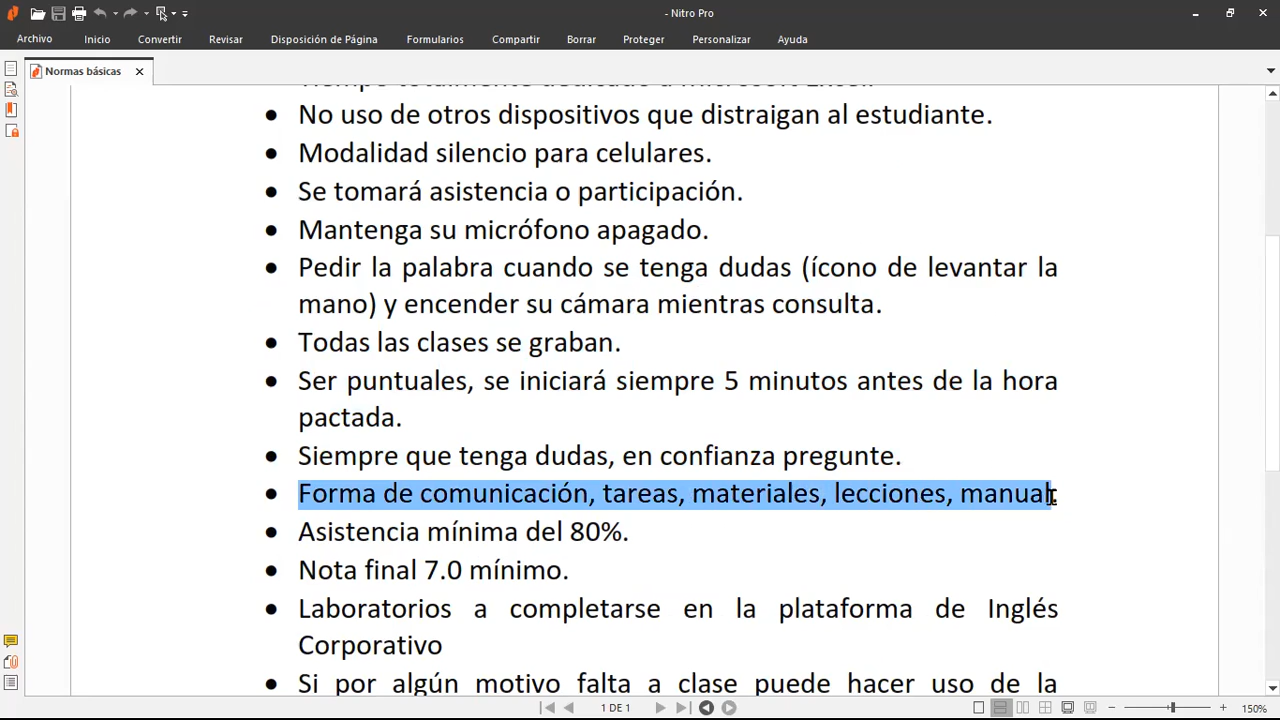 - Nitro Pro
Archivo Inicio Convertir Revisar Disposición de Página Formularios Compartir Borrar Proteger Personalizar Ayuda
Normas básicas
Tiempo totalmente dedicado a Microsoft Excel.
• No uso de otros dispositivos que distraigan al estudiante.
• Modalidad silencio para celulares.
• Se tomará asistencia o participación.
• Mantenga su micrófono apagado.
• Pedir la palabra cuando se tenga dudas (ícono de levantar la
mano) y encender su cámara mientras consulta.
• Todas las clases se graban.
• Ser puntuales, se iniciará siempre 5 minutos antes de la hora
pactada.
• Siempre que tenga dudas, en confianza pregunte.
• Forma de comunicación, tareas, materiales, lecciones, manual.
• Asistencia mínima del 80%.
• Nota final 7.0 mínimo.
• Laboratorios a completarse en la plataforma de Inglés
Corporativo
• Si por algún motivo falta a clase puede hacer uso de la
1 DE 1
150%